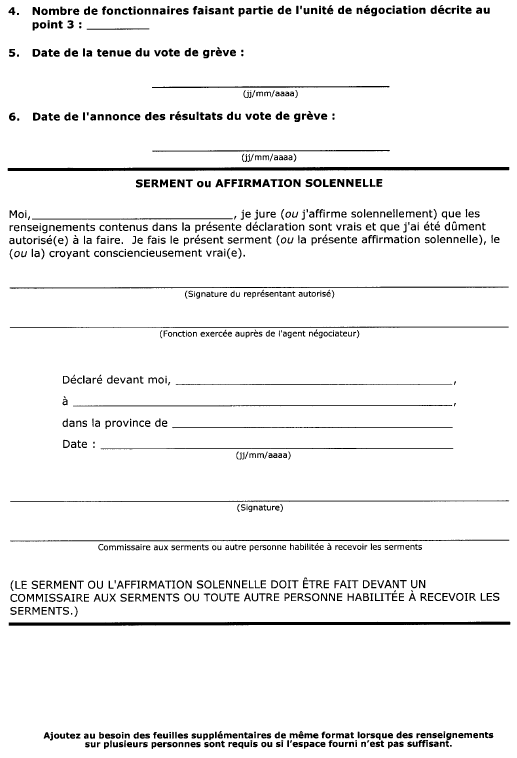 4. Nombre de fonctionnaires faisant partie de l'unité de négociation décrite au
point 3 :
5. Date de la tenue du vote de grève :
(jj/mm/aaaa)
6. Date de l'annonce des résultats du vote de grève :
(jj/mm/aaaa)
SERMENT ou AFFIRMATION SOLENNELLE
Moi, , je jure (ou j'affirme solennellement) que les
renseignements contenus dans la présente déclaration sont vrais et que j'ai été dûment
autorisé(e) à la faire. Je fais le présent serment (ou la présente affirmation solennelle), le
(ou la) croyant consciencieusement vrai(e).
(Signature du représentant autorisé)
(Fonction exercée auprès de l'agent négociateur)
Déclaré devant moi, ,
à ,
dans la province de
Date :
(jj/mm/aaaa)
(Signature)
Commissaire aux serments ou autre personne habilitée à recevoir les serments
(LE SERMENT OU L'AFFIRMATION SOLENNELLE DOIT ÊTRE FAIT DEVANT UN
COMMISSAIRE AUX SERMENTS OU TOUTE AUTRE PERSONNE HABILITÉE À RECEVOIR LES
SERMENTS.)
Ajoutez au besoin des feuilles supplémentaires de même format lorsque des renseignements
sur plusieurs personnes sont requis ou si l'espace fourni n'est pas suffisant.